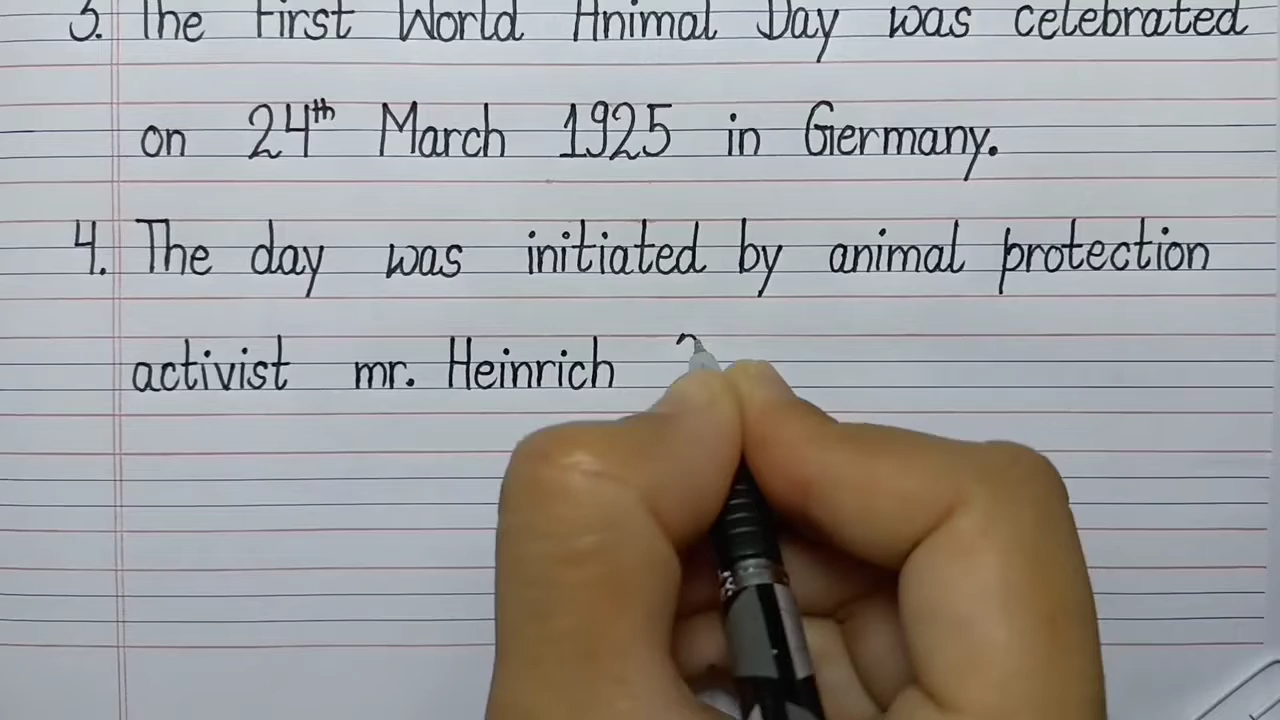 3. The First World Animal Day was celebrated
on 24th March 1925 in Germany.
4. The day was initiated by animal protection
activist mr. Heinrich